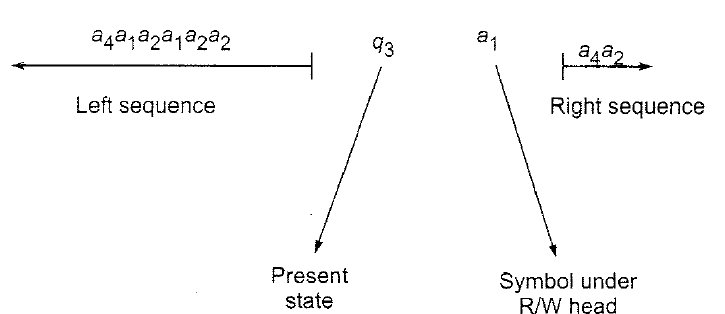 a₄a₁a₂a₁a₂a₂ q₃ a₁ a₄a₂
Left sequence Right sequence
Present Symbol under
state R/W head